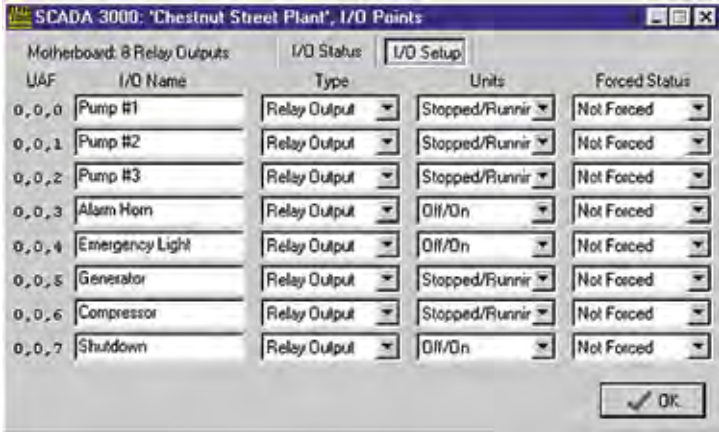 SCADA 3000: 'Chestnut Street Plant', I/O Points
Motherboard: 8 Relay Outputs I/O Status I/O Setup
UAF I/O Name Type Units Forced Status
0,0,0 Pump #1 Relay Output Stopped/Runnir Not Forced
0,0,1 Pump #2 Relay Output Stopped/Runnir Not Forced
0,0,2 Pump #3 Relay Output Stopped/Runnir Not Forced
0,0,3 Alarm Horn Relay Output Off/On Not Forced
0,0,4 Emergency Light Relay Output Off/On Not Forced
0,0,5 Generator Relay Output Stopped/Runnir Not Forced
0,0,6 Compressor Relay Output Stopped/Runnir Not Forced
0,0,7 Shutdown Relay Output Off/On Not Forced
OK